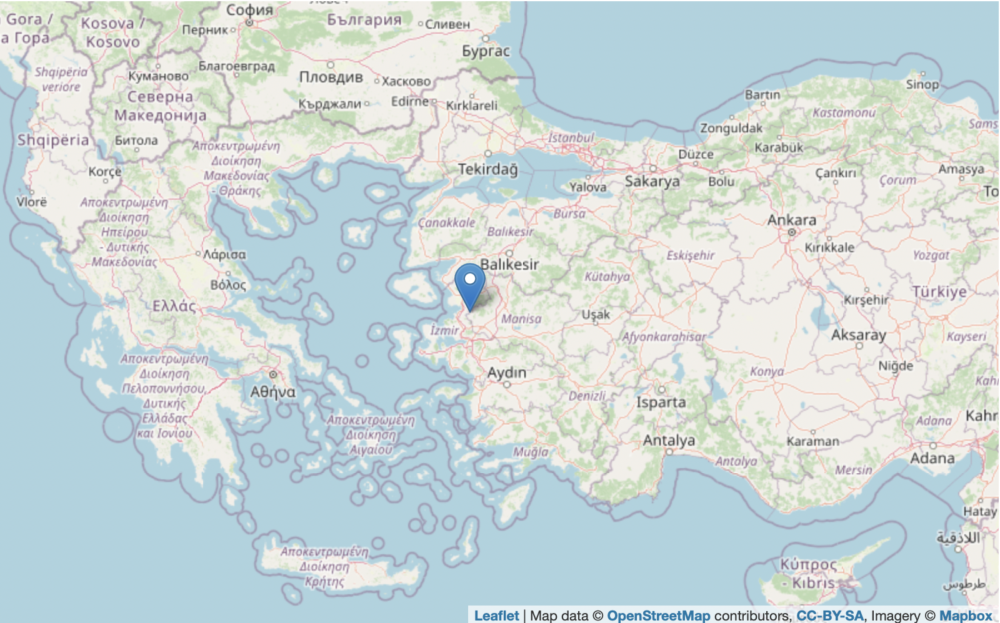 София
България
Сливен
Gora /
а Гора
Kosova /
Kosovo
Перник
Бургас
Shqipëria
veriore
Куманово
Благоевград
Пловдив
Хасково
Северна
Македонија
Кърджали
Edirne
Kırklareli
Bartın
Sinop
Kastamonu
Sams
Zonguldak
Shqipëria
Битола
Αποκεντρωμένη
Διοίκηση
Μακεδονίας
- Θράκης
İstanbul
Karabük
Düzce
Korçë
Tekirdağ
Yalova
Sakarya
Bolu
Çankırı
Çorum
Amasya
To
Vlorë
Αποκεντρωμένη
Διοίκηση
Ηπείρου
- Δυτικής
Μακεδονίας
Çanakkale
Bursa
Balıkesir
Ankara
Kırıkkale
Λάρισα
Balıkesir
Eskişehir
Yozgat
Βόλος
Kütahya
Kırşehir
Türkiye
Ελλάς
İzmir
Manisa
Uşak
Afyonkarahisar
Aksaray
Kayseri
Αποκεντρωμένη
Διοίκηση
Πελοποννήσου,
Δυτικής
Ελλάδας
και Ιονίου
Αθήνα
Aydın
Konya
Niğde
Kahr
Denizli
Isparta
Αποκεντρωμένη
Διοίκηση
Αιγαίου
Adana
Kahr
Muğla
Antalya
Karaman
Antalya
Mersin
Adana
Hatay
اللاذقية
Αποκεντρωμένη
Διοίκηση
Κρήτης
Κύπρος
- Kıbrıs
طرطوس
Leaflet | Map data © OpenStreetMap contributors, CC-BY-SA, Imagery © Mapbox